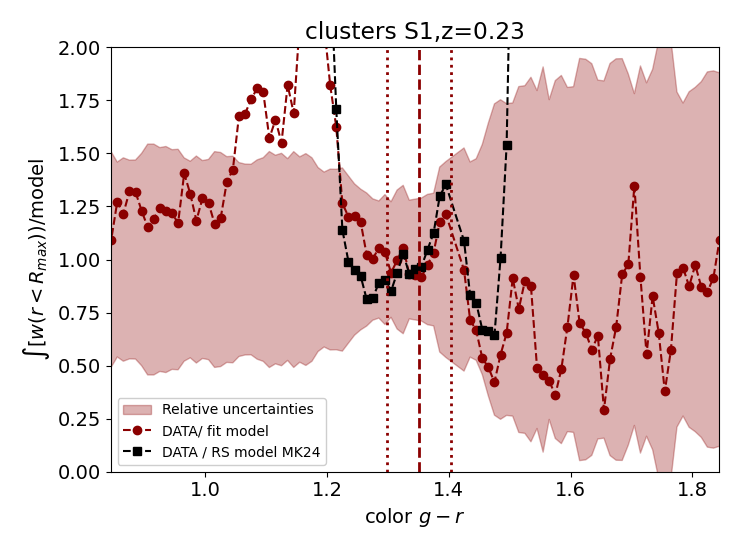 clusters S1,z=0.23
∫[w(r < R_{max}))/model
2.00
1.75
1.50
1.25
1.00
0.75
0.50
0.25
0.00
Relative uncertainties
DATA/ fit model
DATA / RS model MK24
1.0 1.2 1.4 1.6 1.8
color g − r